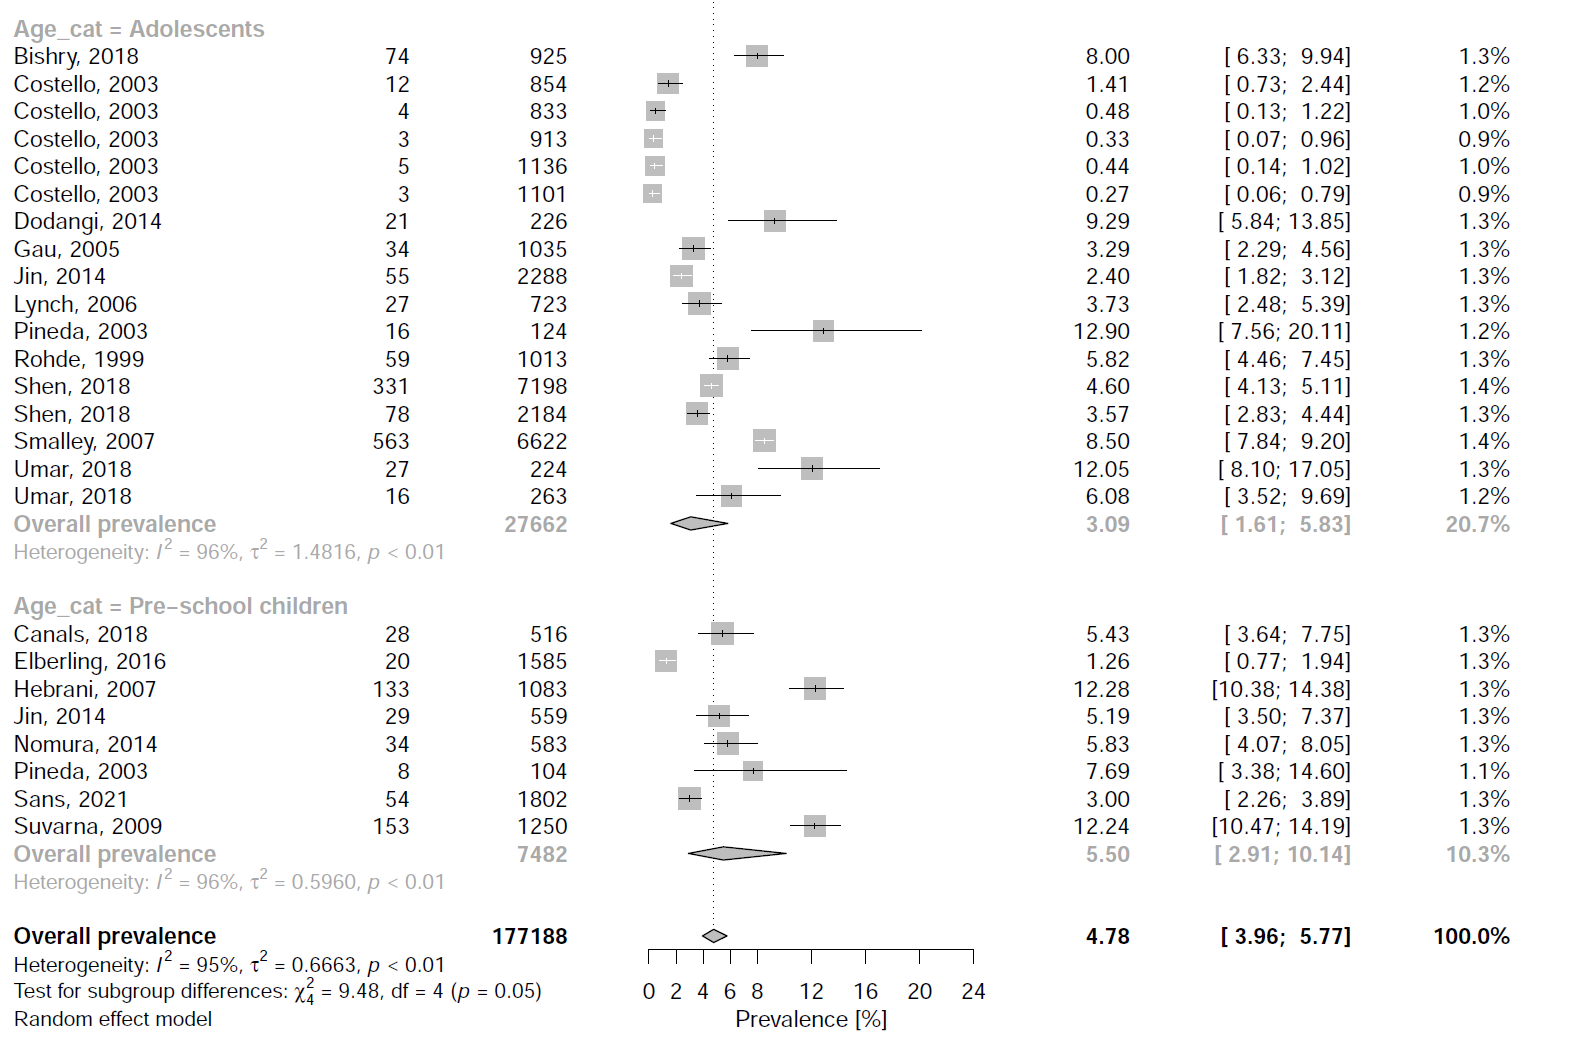 Age_cat = Adolescents
Bishry, 2018 74 925 8.00 [ 6.33; 9.94] 1.3%
Costello, 2003 12 854 1.41 [ 0.73; 2.44] 1.2%
Costello, 2003 4 833 0.48 [ 0.13; 1.22] 1.0%
Costello, 2003 3 913 0.33 [ 0.07; 0.96] 0.9%
Costello, 2003 5 1136 0.44 [ 0.14; 1.02] 1.0%
Costello, 2003 3 1101 0.27 [ 0.06; 0.79] 0.9%
Dodangi, 2014 21 226 9.29 [ 5.84; 13.85] 1.3%
Gau, 2005 34 1035 3.29 [ 2.29; 4.56] 1.3%
Jin, 2014 55 2288 2.40 [ 1.82; 3.12] 1.3%
Lynch, 2006 27 723 3.73 [ 2.48; 5.39] 1.3%
Pineda, 2003 16 124 12.90 [ 7.56; 20.11] 1.2%
Rohde, 1999 59 1013 5.82 [ 4.46; 7.45] 1.3%
Shen, 2018 331 7198 4.60 [ 4.13; 5.11] 1.4%
Shen, 2018 78 2184 3.57 [ 2.83; 4.44] 1.3%
Smalley, 2007 563 6622 8.50 [ 7.84; 9.20] 1.4%
Umar, 2018 27 224 12.05 [ 8.10; 17.05] 1.3%
Umar, 2018 16 263 6.08 [ 3.52; 9.69] 1.2%
Overall prevalence 27662 3.09 [ 1.61; 5.83] 20.7%
Heterogeneity: I² = 96%, τ² = 1.4816, p < 0.01
Age_cat = Pre−school children
Canals, 2018 28 516 5.43 [ 3.64; 7.75] 1.3%
Elberling, 2016 20 1585 1.26 [ 0.77; 1.94] 1.3%
Hebrani, 2007 133 1083 12.28 [10.38; 14.38] 1.3%
Jin, 2014 29 559 5.19 [ 3.50; 7.37] 1.3%
Nomura, 2014 34 583 5.83 [ 4.07; 8.05] 1.3%
Pineda, 2003 8 104 7.69 [ 3.38; 14.60] 1.1%
Sans, 2021 54 1802 3.00 [ 2.26; 3.89] 1.3%
Suvarna, 2009 153 1250 12.24 [10.47; 14.19] 1.3%
Overall prevalence 7482 5.50 [ 2.91; 10.14] 10.3%
Heterogeneity: I² = 96%, τ² = 0.5960, p < 0.01
Overall prevalence 177188 4.78 [ 3.96; 5.77] 100.0%
Heterogeneity: I² = 95%, τ² = 0.6663, p < 0.01
Test for subgroup differences: χ²₄ = 9.48, df = 4 (p = 0.05)
0 2 4 6 8 12 16 20 24
Random effect model
Prevalence [%]